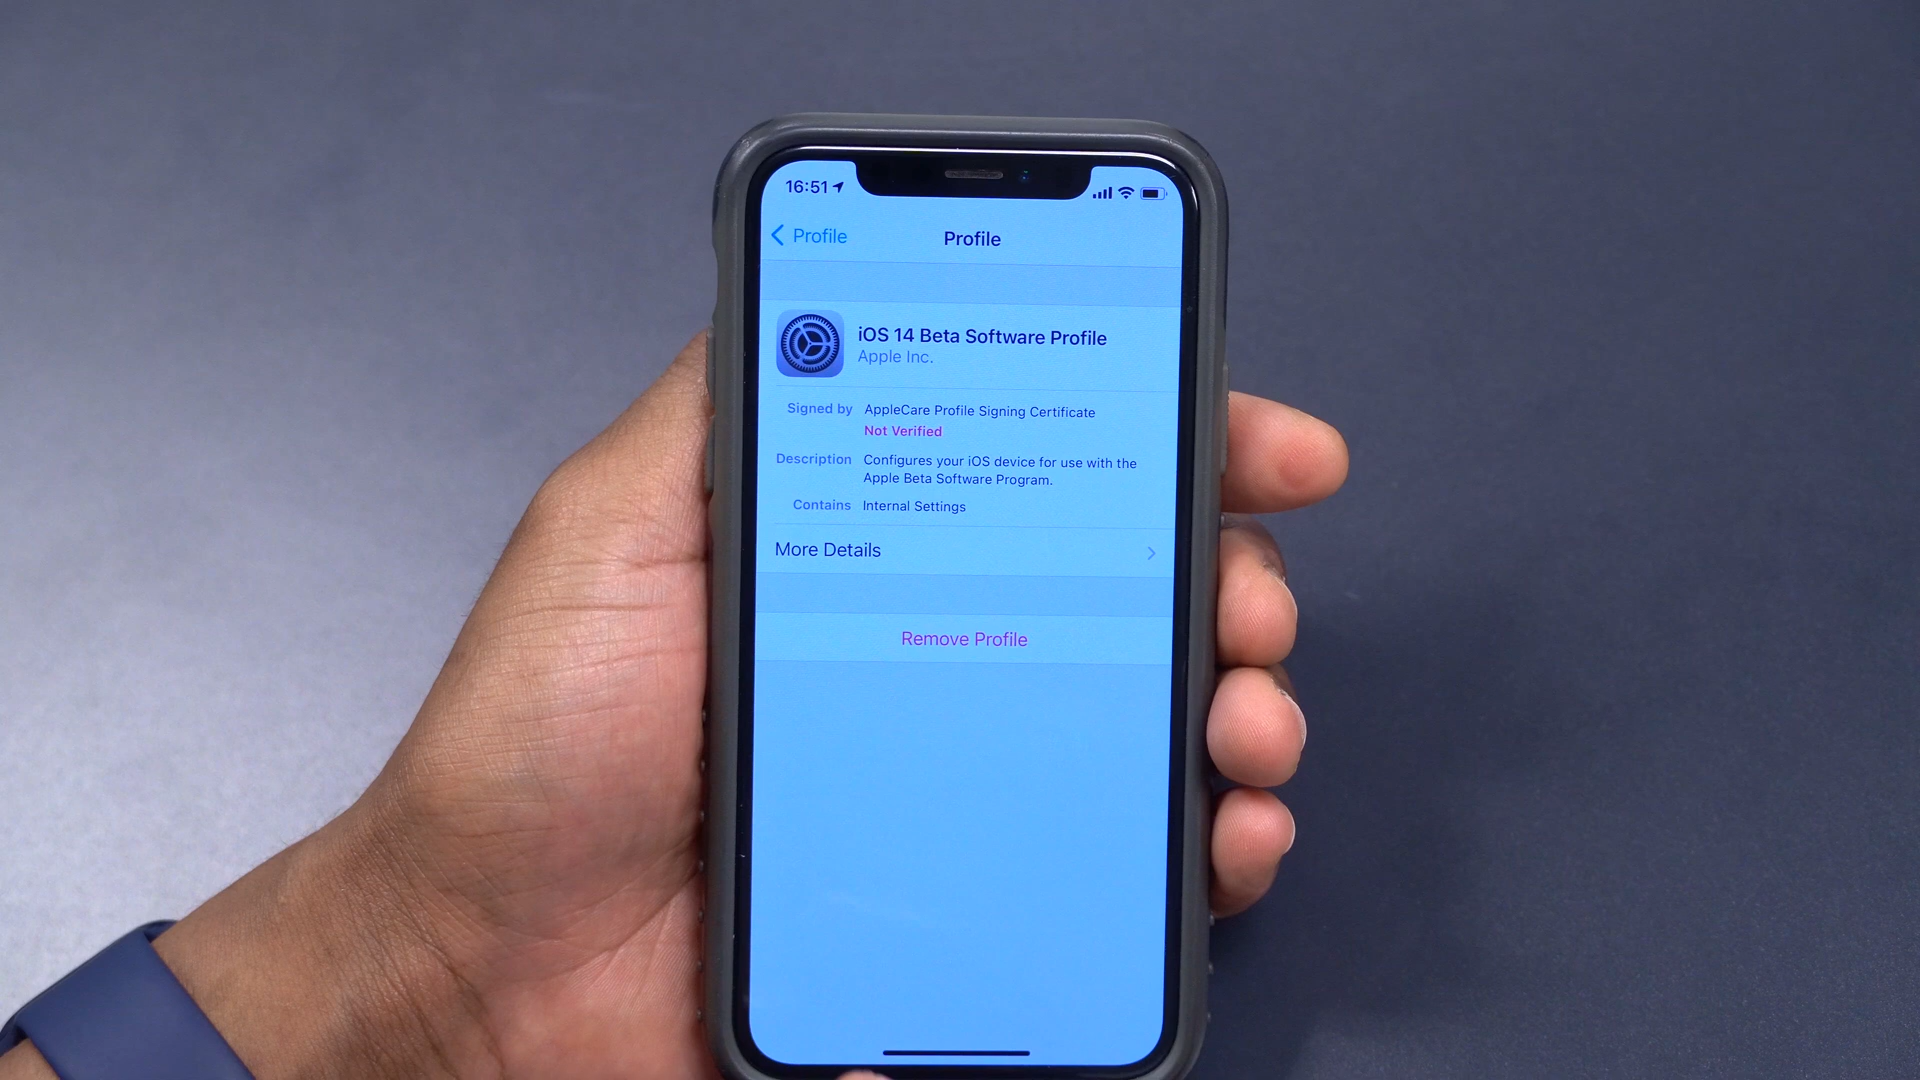 16:51
Profile
Profile
iOS 14 Beta Software Profile
Apple Inc.
Signed by AppleCare Profile Signing Certificate
Not Verified
Description Configures your iOS device for use with the
Apple Beta Software Program.
Contains Internal Settings
More Details
Remove Profile